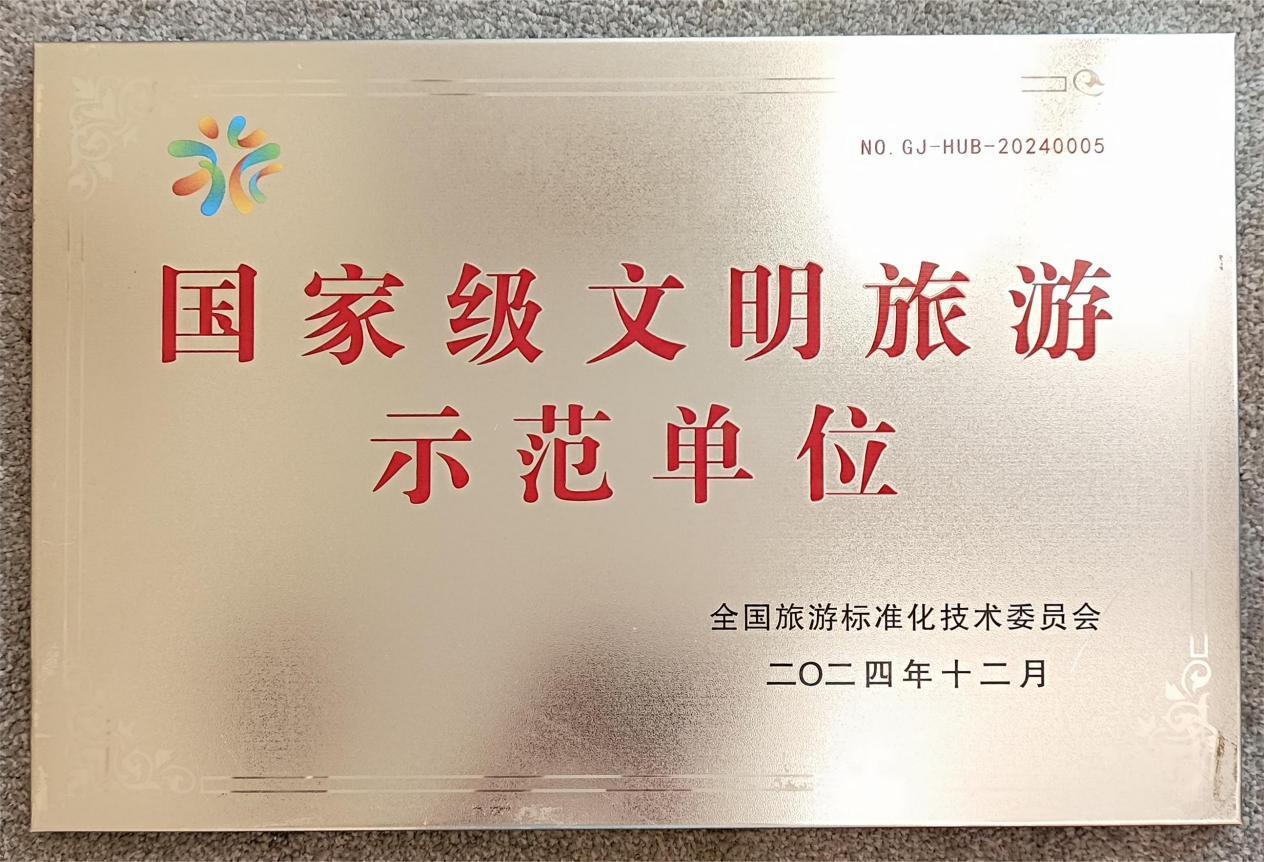 NO.GJ-HUB-20240005
国家级文明旅游
示范单位
全国旅游标准化技术委员会
二〇二四年十二月